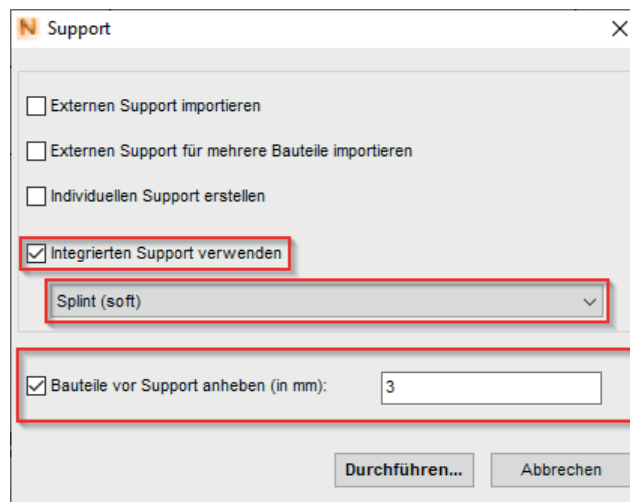 Support
Externen Support importieren
Externen Support für mehrere Bauteile importieren
Individuellen Support erstellen
Integrierten Support verwenden
Splint (soft)
Bauteile vor Support anheben (in mm): 3
Durchführen... Abbrechen